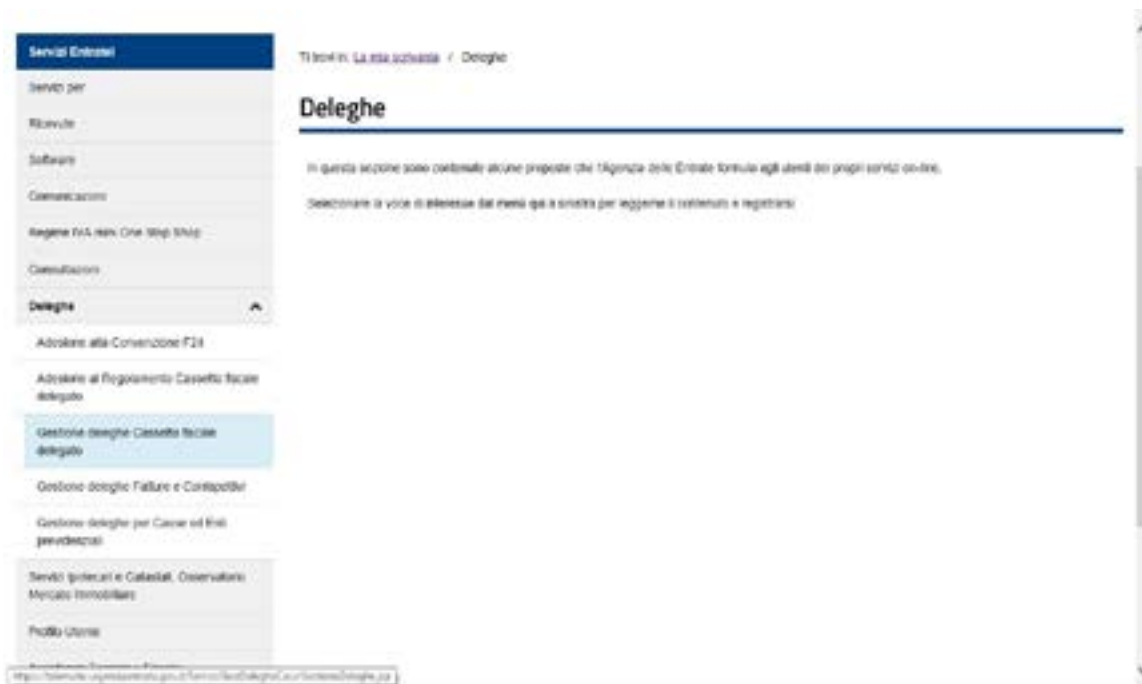 Servizi Entratel
Servizi per
Ricevute
Software
Comunicazioni
Regime IVA mini One Stop Shop
Consultazioni
Deleghe
Adesione alla Convenzione F24
Adesione al Regolamento Cassetto fiscale
delegato
Gestione deleghe Cassetto fiscale
delegato
Gestione deleghe Fatture e Corrispettivi
Gestione deleghe per Casse ed Enti
previdenziali
Servizi Ipotecari e Catastali, Osservatorio
Mercato Immobiliare
Profilo Utente
Ti trovi in: La mia scrivania / Deleghe
Deleghe
In questa sezione sono contenute alcune proposte che l'Agenzia delle Entrate formula agli utenti dei propri servizi on-line.
Selezionare la voce di interesse dal menù qui a sinistra per leggerne il contenuto e registrarsi